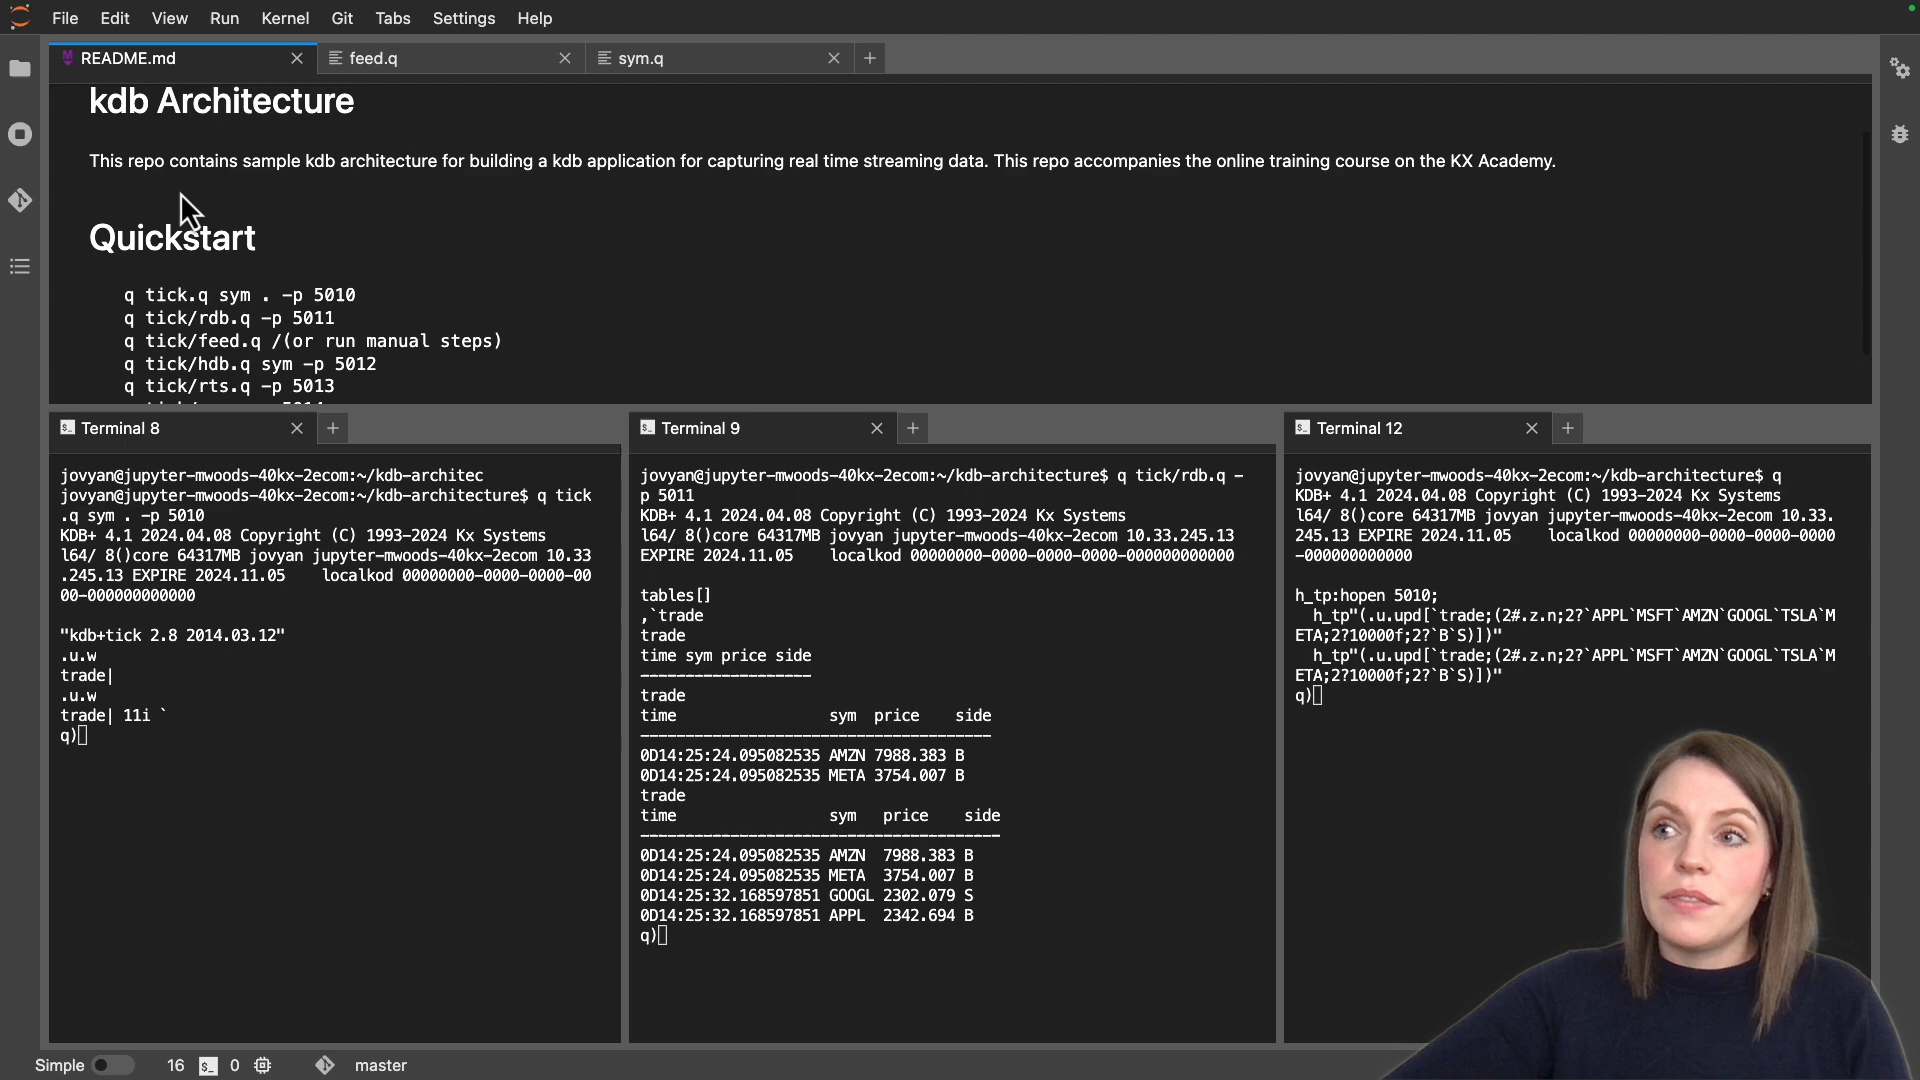 File Edit View Run Kernel Git Tabs Settings Help
README.md feed.q sym.q
kdb Architecture
This repo contains sample kdb architecture for building a kdb application for capturing real time streaming data. This repo accompanies the online training course on the KX Academy.
Quickstart
q tick.q sym . -p 5010
q tick/rdb.q -p 5011
q tick/feed.q /(or run manual steps)
q tick/hdb.q sym -p 5012
q tick/rts.q -p 5013
Terminal 8
jovyan@jupyter-mwoods-40kx-2ecom:~/kdb-architec
jovyan@jupyter-mwoods-40kx-2ecom:~/kdb-architecture$ q tick
.q sym . -p 5010
KDB+ 4.1 2024.04.08 Copyright (C) 1993-2024 Kx Systems
l64/ 8()core 64317MB jovyan jupyter-mwoods-40kx-2ecom 10.33
.245.13 EXPIRE 2024.11.05    localkod 00000000-0000-0000-00
00-000000000000
"kdb+tick 2.8 2014.03.12"
.u.w
trade|
.u.w
trade| 11i `
q)
Terminal 9
jovyan@jupyter-mwoods-40kx-2ecom:~/kdb-architecture$ q tick/rdb.q -
p 5011
KDB+ 4.1 2024.04.08 Copyright (C) 1993-2024 Kx Systems
l64/ 8()core 64317MB jovyan jupyter-mwoods-40kx-2ecom 10.33.245.13
EXPIRE 2024.11.05    localkod 00000000-0000-0000-0000-000000000000
tables[]
,`trade
trade
time sym price side
-------------------
trade
time                 sym  price    side
---------------------------------------
0D14:25:24.095082535 AMZN 7988.383 B
0D14:25:24.095082535 META 3754.007 B
trade
time                 sym   price    side
----------------------------------------
0D14:25:24.095082535 AMZN  7988.383 B
0D14:25:24.095082535 META  3754.007 B
0D14:25:32.168597851 GOOGL 2302.079 S
0D14:25:32.168597851 APPL  2342.694 B
q)
Terminal 12
jovyan@jupyter-mwoods-40kx-2ecom:~/kdb-architecture$ q
KDB+ 4.1 2024.04.08 Copyright (C) 1993-2024 Kx Systems
l64/ 8()core 64317MB jovyan jupyter-mwoods-40kx-2ecom 10.33.
245.13 EXPIRE 2024.11.05    localkod 00000000-0000-0000-0000
-000000000000
h_tp:hopen 5010;
h_tp"(.u.upd[`trade;(2#.z.n;2?`APPL`MSFT`AMZN`GOOGL`TSLA`M
ETA;2?10000f;2?`B`S)])"
h_tp"(.u.upd[`trade;(2#.z.n;2?`APPL`MSFT`AMZN`GOOGL`TSLA`M
ETA;2?10000f;2?`B`S)])"
q)
Simple 16 0 master